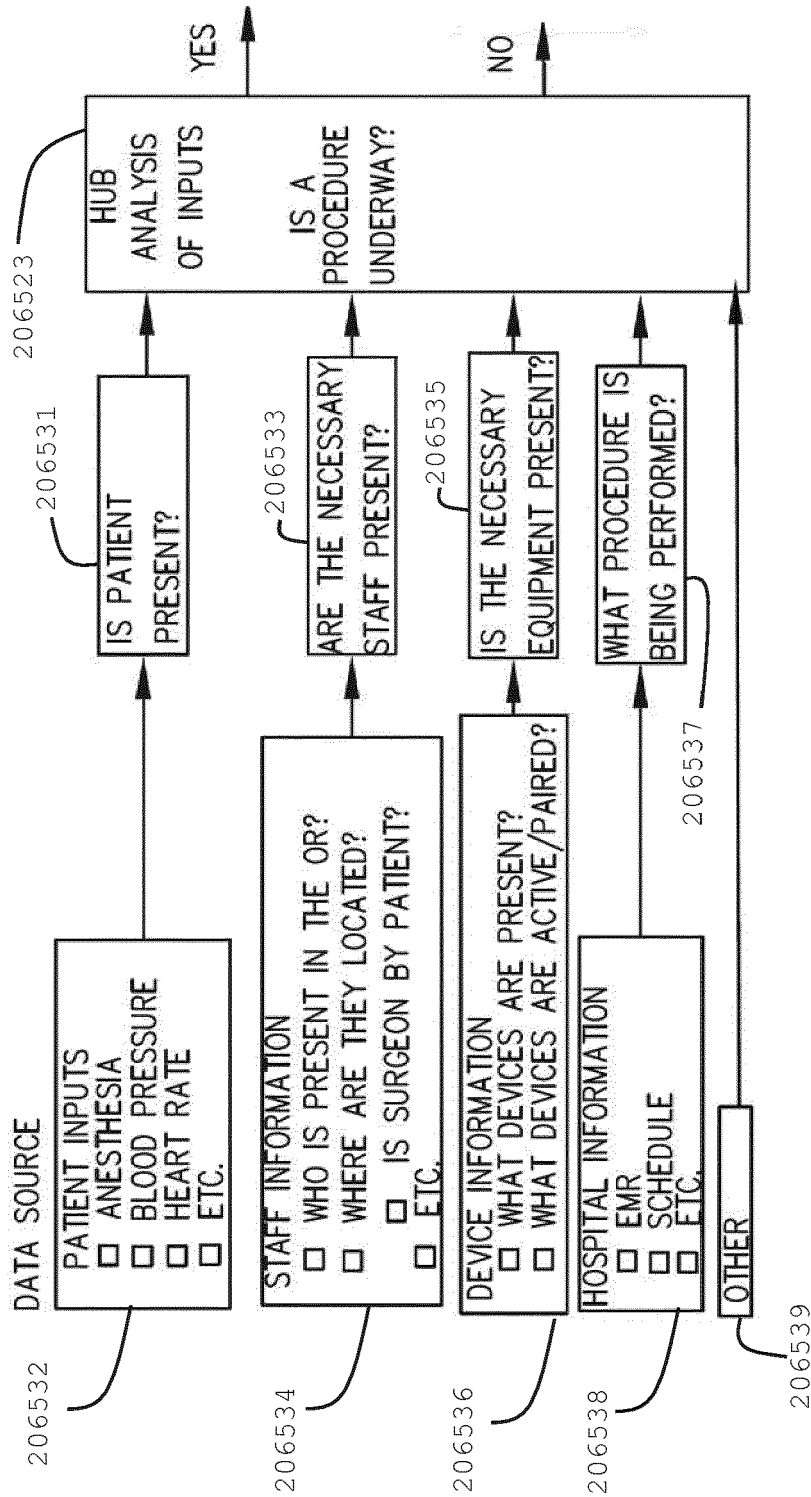 DATA SOURCE
206532
PATIENT INPUTS
ANESTHESIA
BLOOD PRESSURE
HEART RATE
ETC.
206531
IS PATIENT
PRESENT?
206523
HUB
ANALYSIS
OF INPUTS
IS A
PROCEDURE
UNDERWAY?
YES
NO
206534
STAFF INFORMATION
WHO IS PRESENT IN THE OR?
WHERE ARE THEY LOCATED?
IS SURGEON BY PATIENT?
ETC.
206533
ARE THE NECESSARY
STAFF PRESENT?
206536
DEVICE INFORMATION
WHAT DEVICES ARE PRESENT?
WHAT DEVICES ARE ACTIVE/PAIRED?
206535
IS THE NECESSARY
EQUIPMENT PRESENT?
206538
HOSPITAL INFORMATION
EMR
SCHEDULE
ETC.
WHAT PROCEDURE IS
BEING PERFORMED?
206537
OTHER
206539